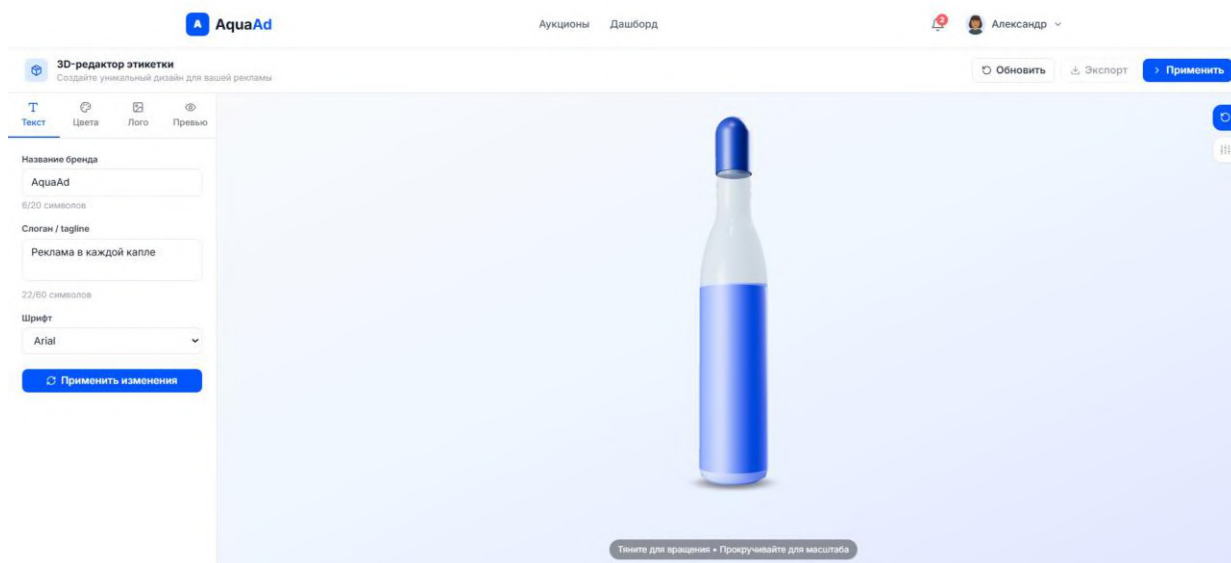 A AquaAd
Аукционы Дашборд
Александр
3D-редактор этикетки
Создайте уникальный дизайн для вашей рекламы
Обновить Экспорт Применить
Текст Цвета Лого Превью
Название бренда
AquaAd
6/20 символов
Слоган / tagline
Реклама в каждой капле
22/60 символов
Шрифт
Arial
Применить изменения
Тяните для вращения • Прокручивайте для масштаба